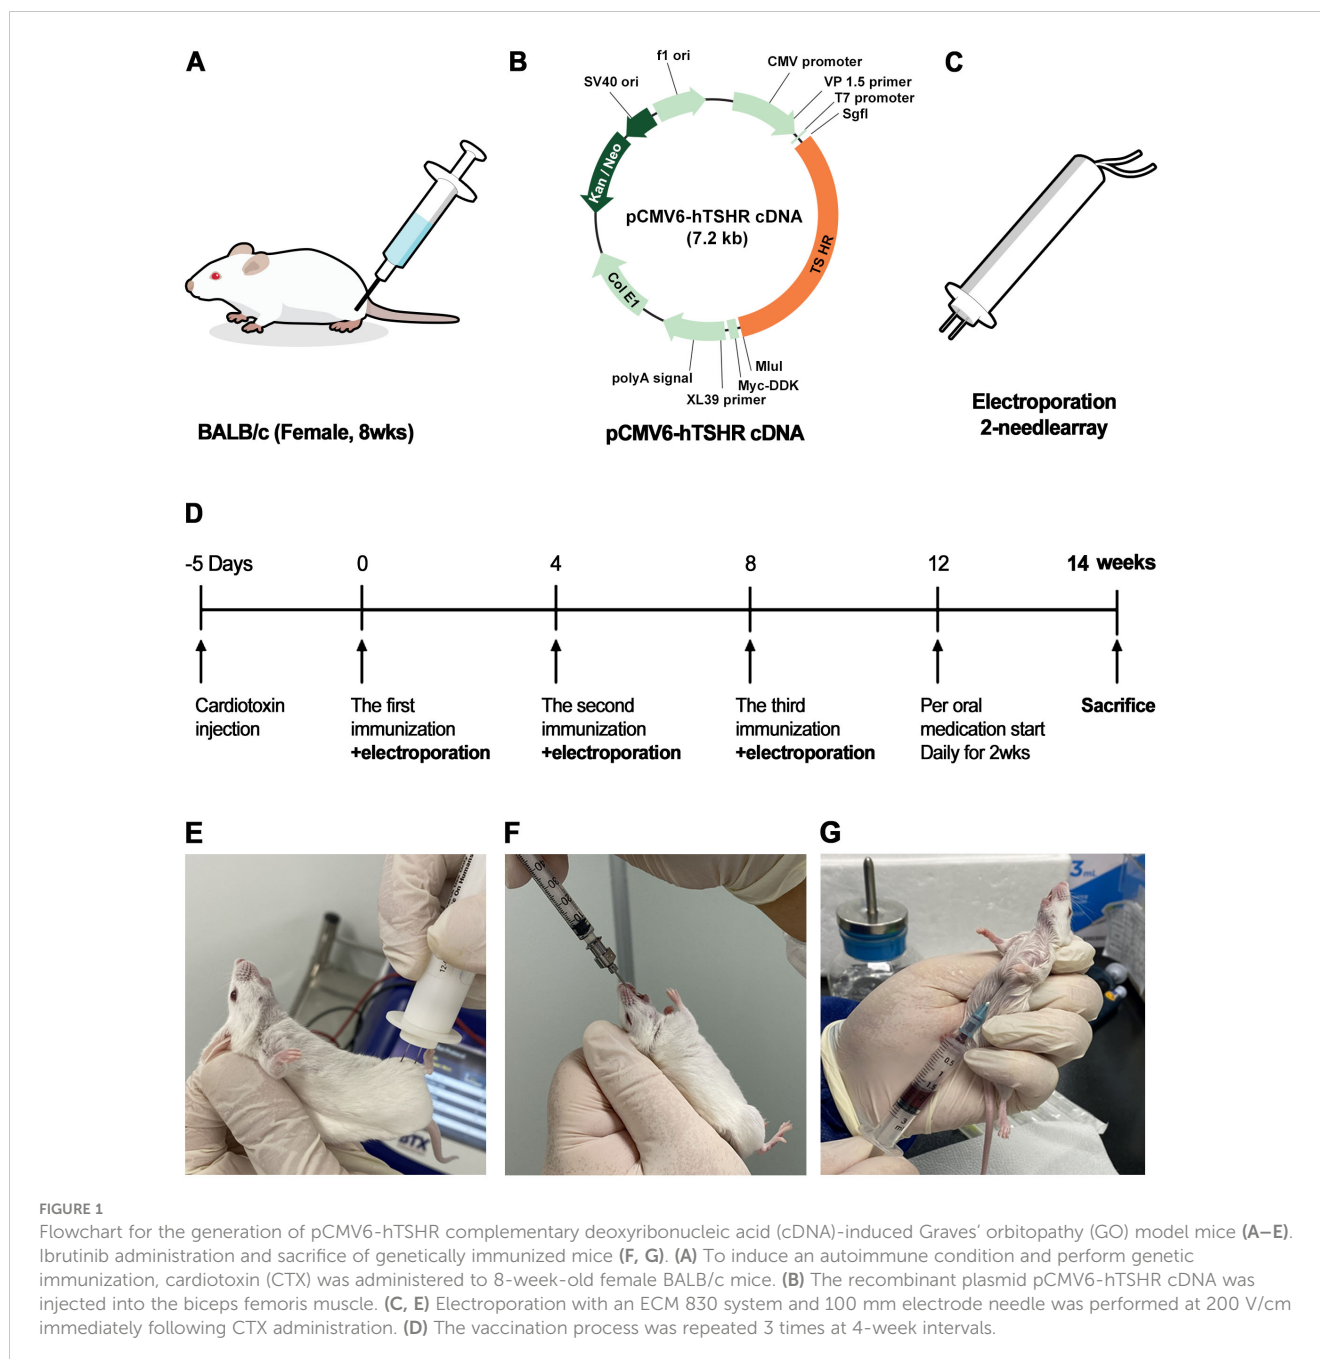 A
B
C
f1 ori
SV40 ori
CMV promoter
VP 1.5 primer
T7 promoter
SgfI
Kan / Neo
pCMV6-hTSHR cDNA
(7.2 kb)
TS HR
Col E1
MluI
polyA signal
Myc-DDK
XL39 primer
BALB/c (Female, 8wks)
pCMV6-hTSHR cDNA
Electroporation
2-needlearray
D
-5 Days
0
4
8
12
14 weeks
Cardiotoxin
injection
The first
immunization
+electroporation
The second
immunization
+electroporation
The third
immunization
+electroporation
Per oral
medication start
Daily for 2wks
Sacrifice
E
F
G
3mL
0.5
1
3
FIGURE 1
Flowchart for the generation of pCMV6-hTSHR complementary deoxyribonucleic acid (cDNA)-induced Graves' orbitopathy (GO) model mice (A–E).
Ibrutinib administration and sacrifice of genetically immunized mice (F, G). (A) To induce an autoimmune condition and perform genetic
immunization, cardiotoxin (CTX) was administered to 8-week-old female BALB/c mice. (B) The recombinant plasmid pCMV6-hTSHR cDNA was
injected into the biceps femoris muscle. (C, E) Electroporation with an ECM 830 system and 100 mm electrode needle was performed at 200 V/cm
immediately following CTX administration. (D) The vaccination process was repeated 3 times at 4-week intervals.